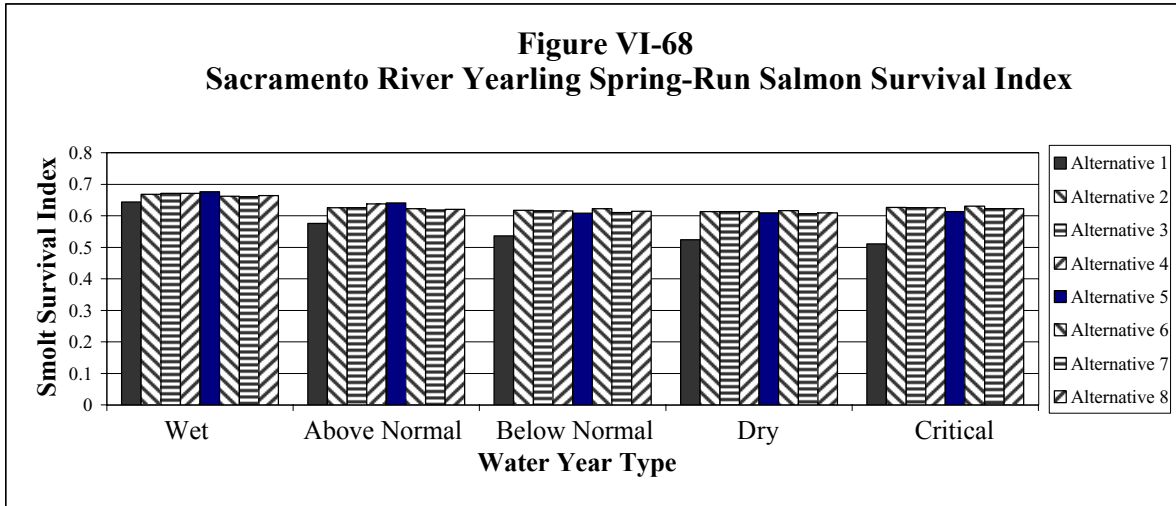 Figure VI-68
Sacramento River Yearling Spring-Run Salmon Survival Index
Smolt Survival Index
0.8
0.7
0.6
0.5
0.4
0.3
0.2
0.1
0
Wet Above Normal Below Normal Dry Critical
Water Year Type
Alternative 1
Alternative 2
Alternative 3
Alternative 4
Alternative 5
Alternative 6
Alternative 7
Alternative 8